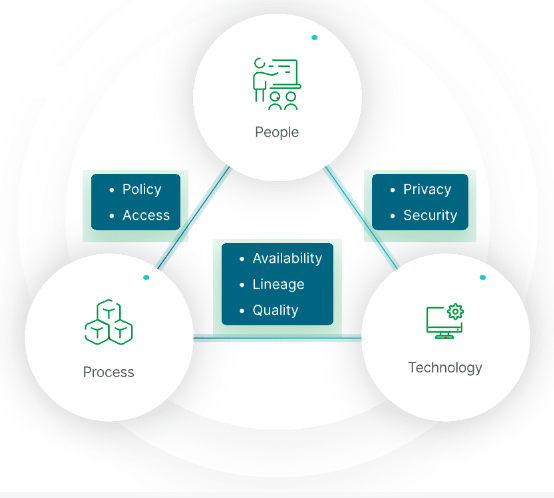 People
• Policy
• Access
• Privacy
• Security
• Availability
• Lineage
• Quality
Process
Technology